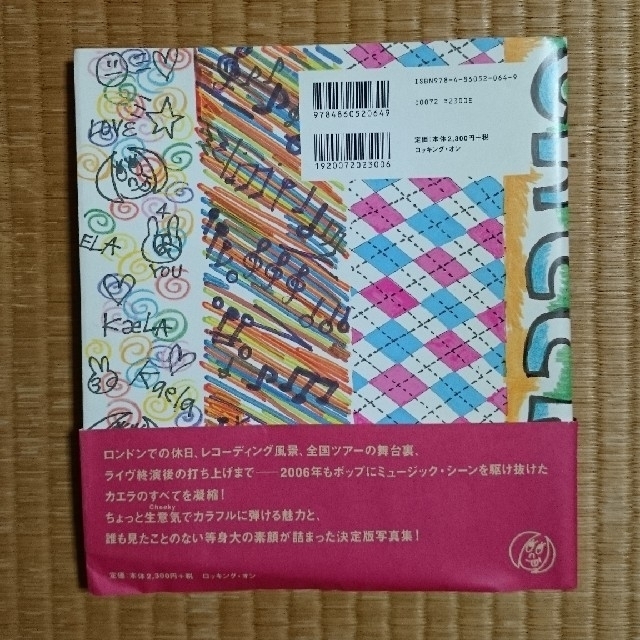 ISBN978-4-86052-064-9
C0072 ¥2300E
定価:本体2,300円+税
ロッキング・オン
9784860520649
1920072023006
LOVE
4
YOU
ELA
KæLA
Kaela
ロンドンでの休日、レコーディング風景、全国ツアーの舞台裏、
ライヴ終演後の打ち上げまで──2006年もポップにミュージック・シーンを駆け抜けた
カエラのすべてを凝縮!
Cheeky
ちょっと生意気でカラフルに弾ける魅力と、
誰も見たことのない等身大の素顔が詰まった決定版写真集!
定価:本体2,300円+税 ロッキング・オン